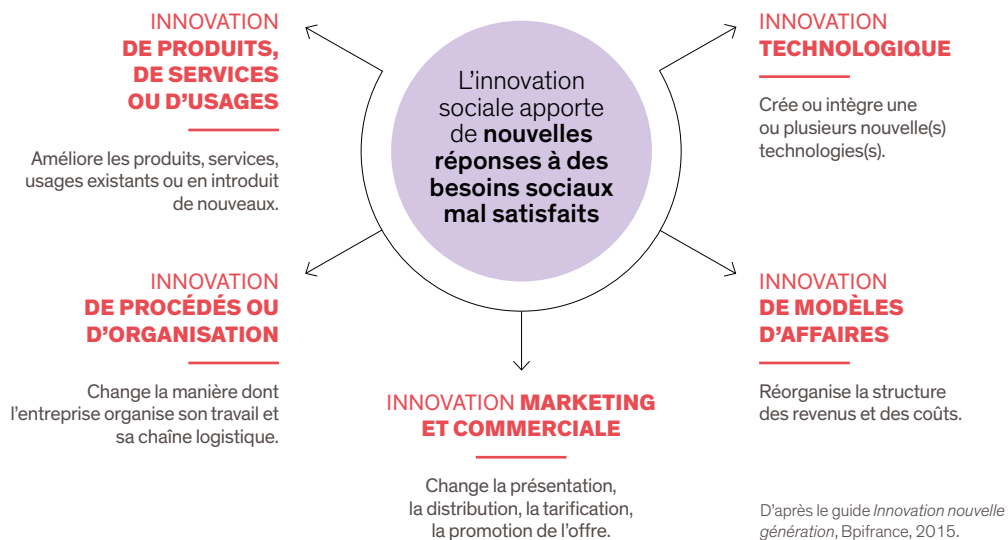 INNOVATION
DE PRODUITS,
DE SERVICES
OU D’USAGES
Améliore les produits, services,
usages existants ou en introduit
de nouveaux.
L’innovation
sociale apporte
de nouvelles
réponses à des
besoins sociaux
mal satisfaits
INNOVATION
TECHNOLOGIQUE
Crée ou intègre une
ou plusieurs nouvelle(s)
technologies(s).
INNOVATION
DE PROCÉDÉS OU
D’ORGANISATION
Change la manière dont
l’entreprise organise son travail et
sa chaîne logistique.
INNOVATION MARKETING
ET COMMERCIALE
Change la présentation,
la distribution, la tarification,
la promotion de l’offre.
INNOVATION
DE MODÈLES
D’AFFAIRES
Réorganise la structure
des revenus et des coûts.
D’après le guide Innovation nouvelle
génération, Bpifrance, 2015.